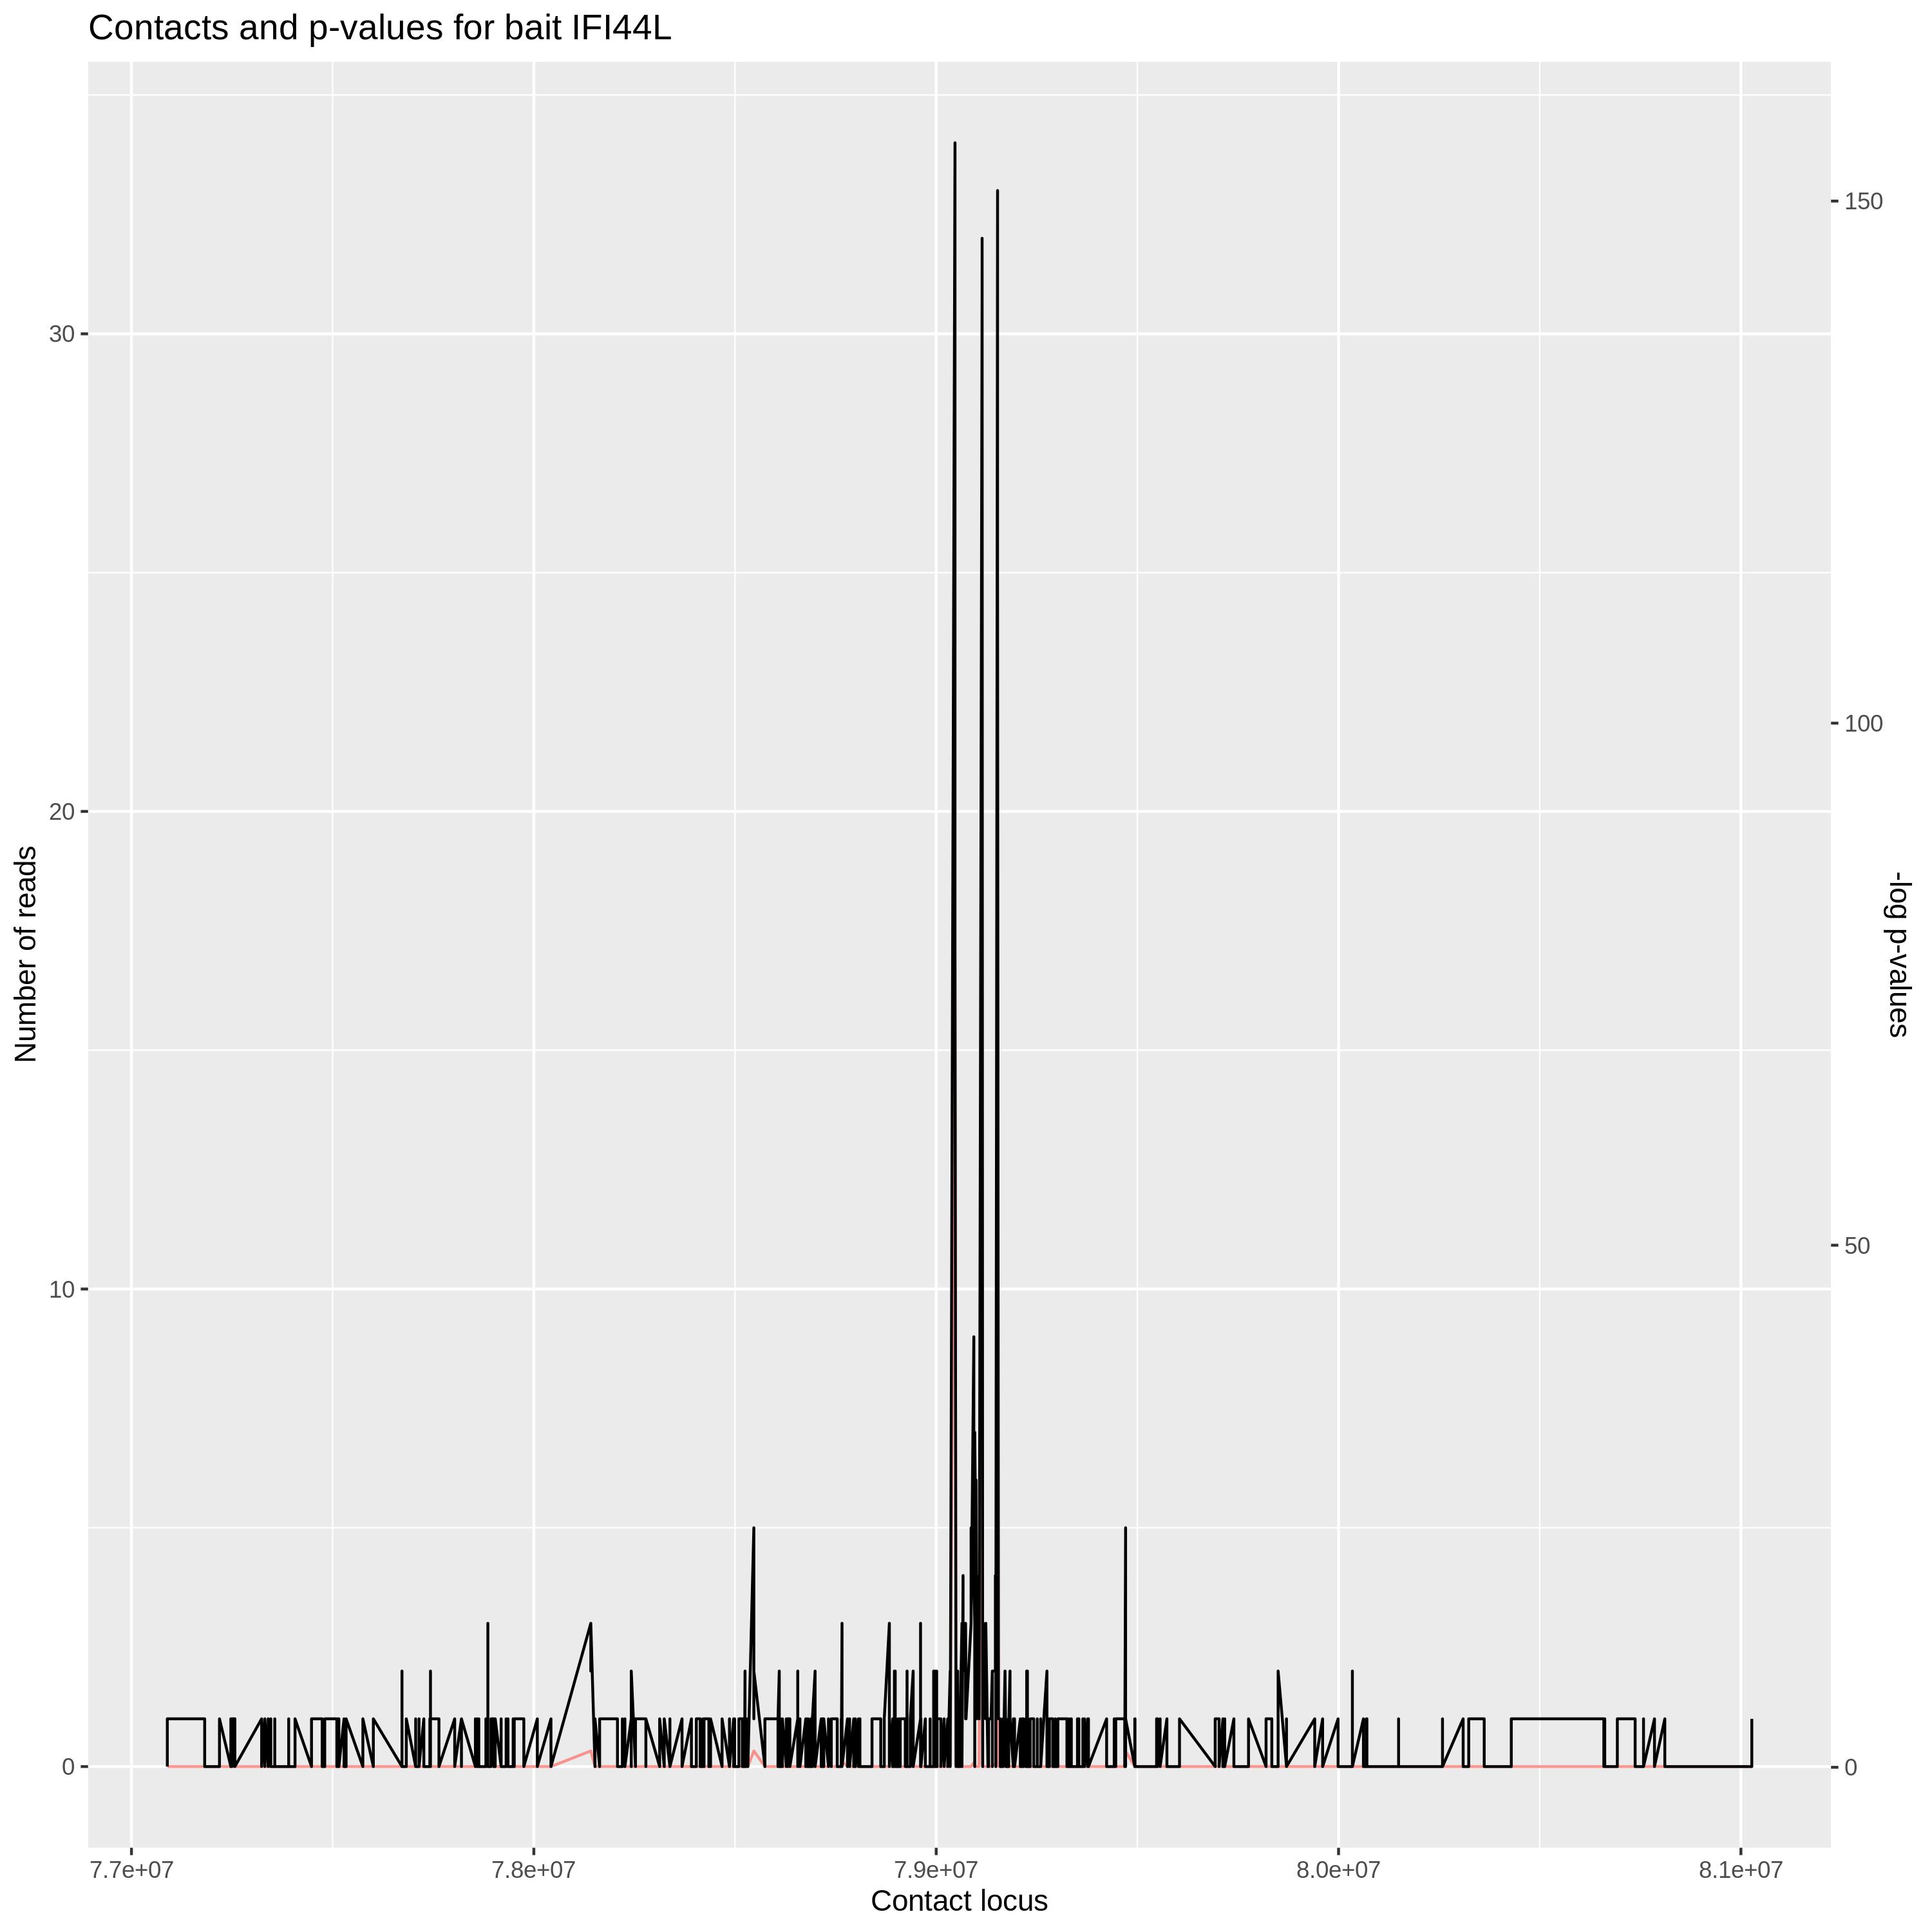 Contacts and p-values for bait IFI44L
30
20
10
0
150
100
50
0
Number of reads
-log p-values
7.7e+07 7.8e+07 7.9e+07 8.0e+07 8.1e+07
Contact locus